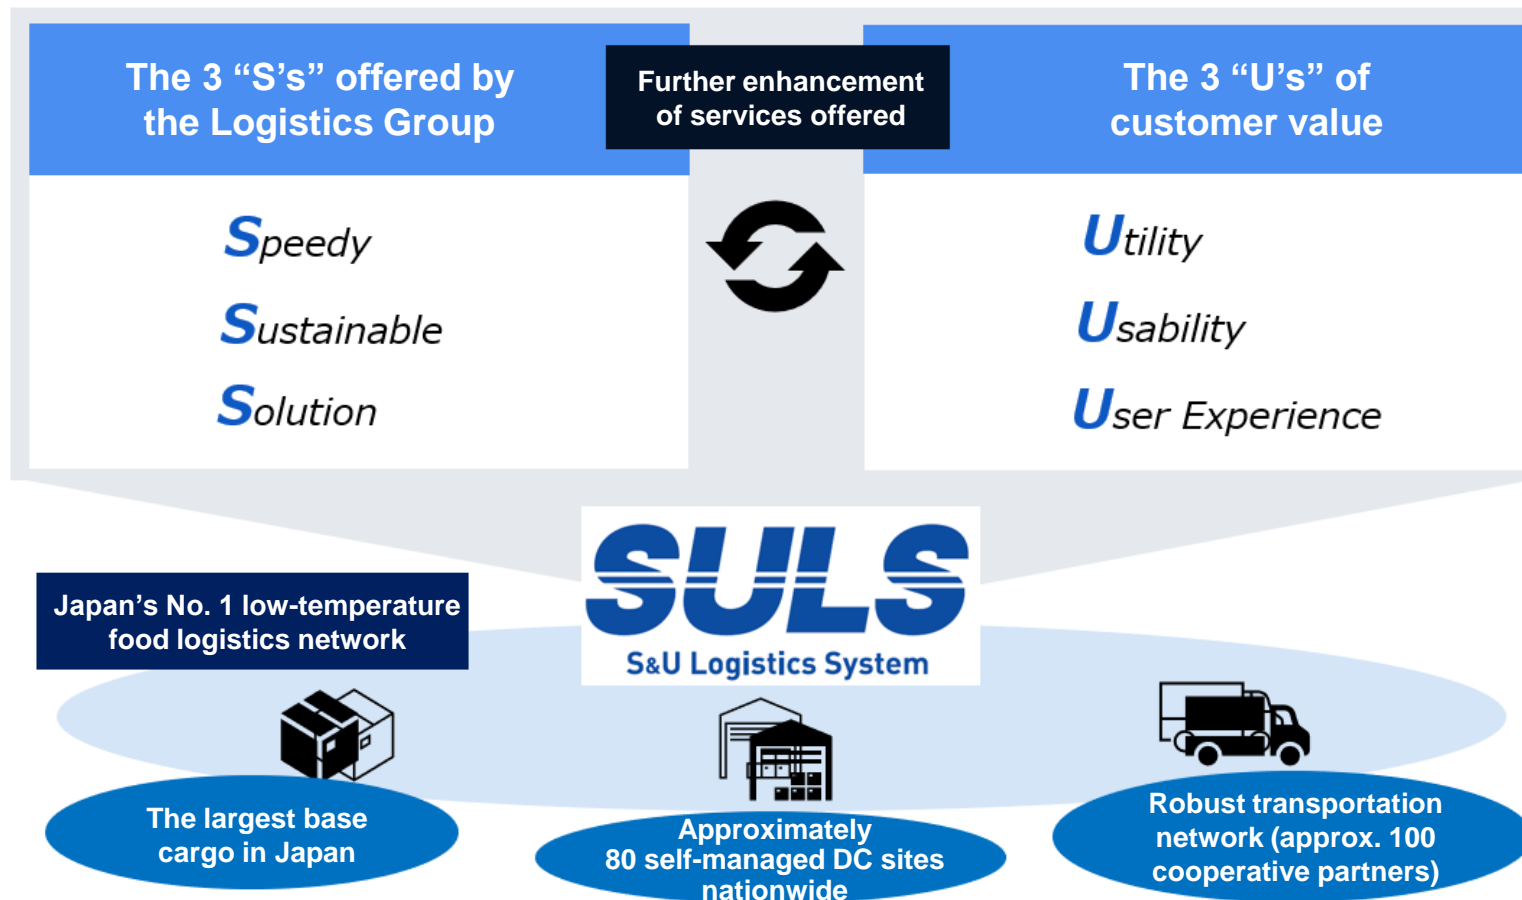 The 3 “S's” offered by
the Logistics Group
Further enhancement
of services offered
The 3 “U's” of
customer value
Speedy
Sustainable
Solution
Utility
Usability
User Experience
SULS
S&U Logistics System
Japan’s No. 1 low-temperature
food logistics network
The largest base
cargo in Japan
Approximately
80 self-managed DC sites
nationwide
Robust transportation
network (approx. 100
cooperative partners)